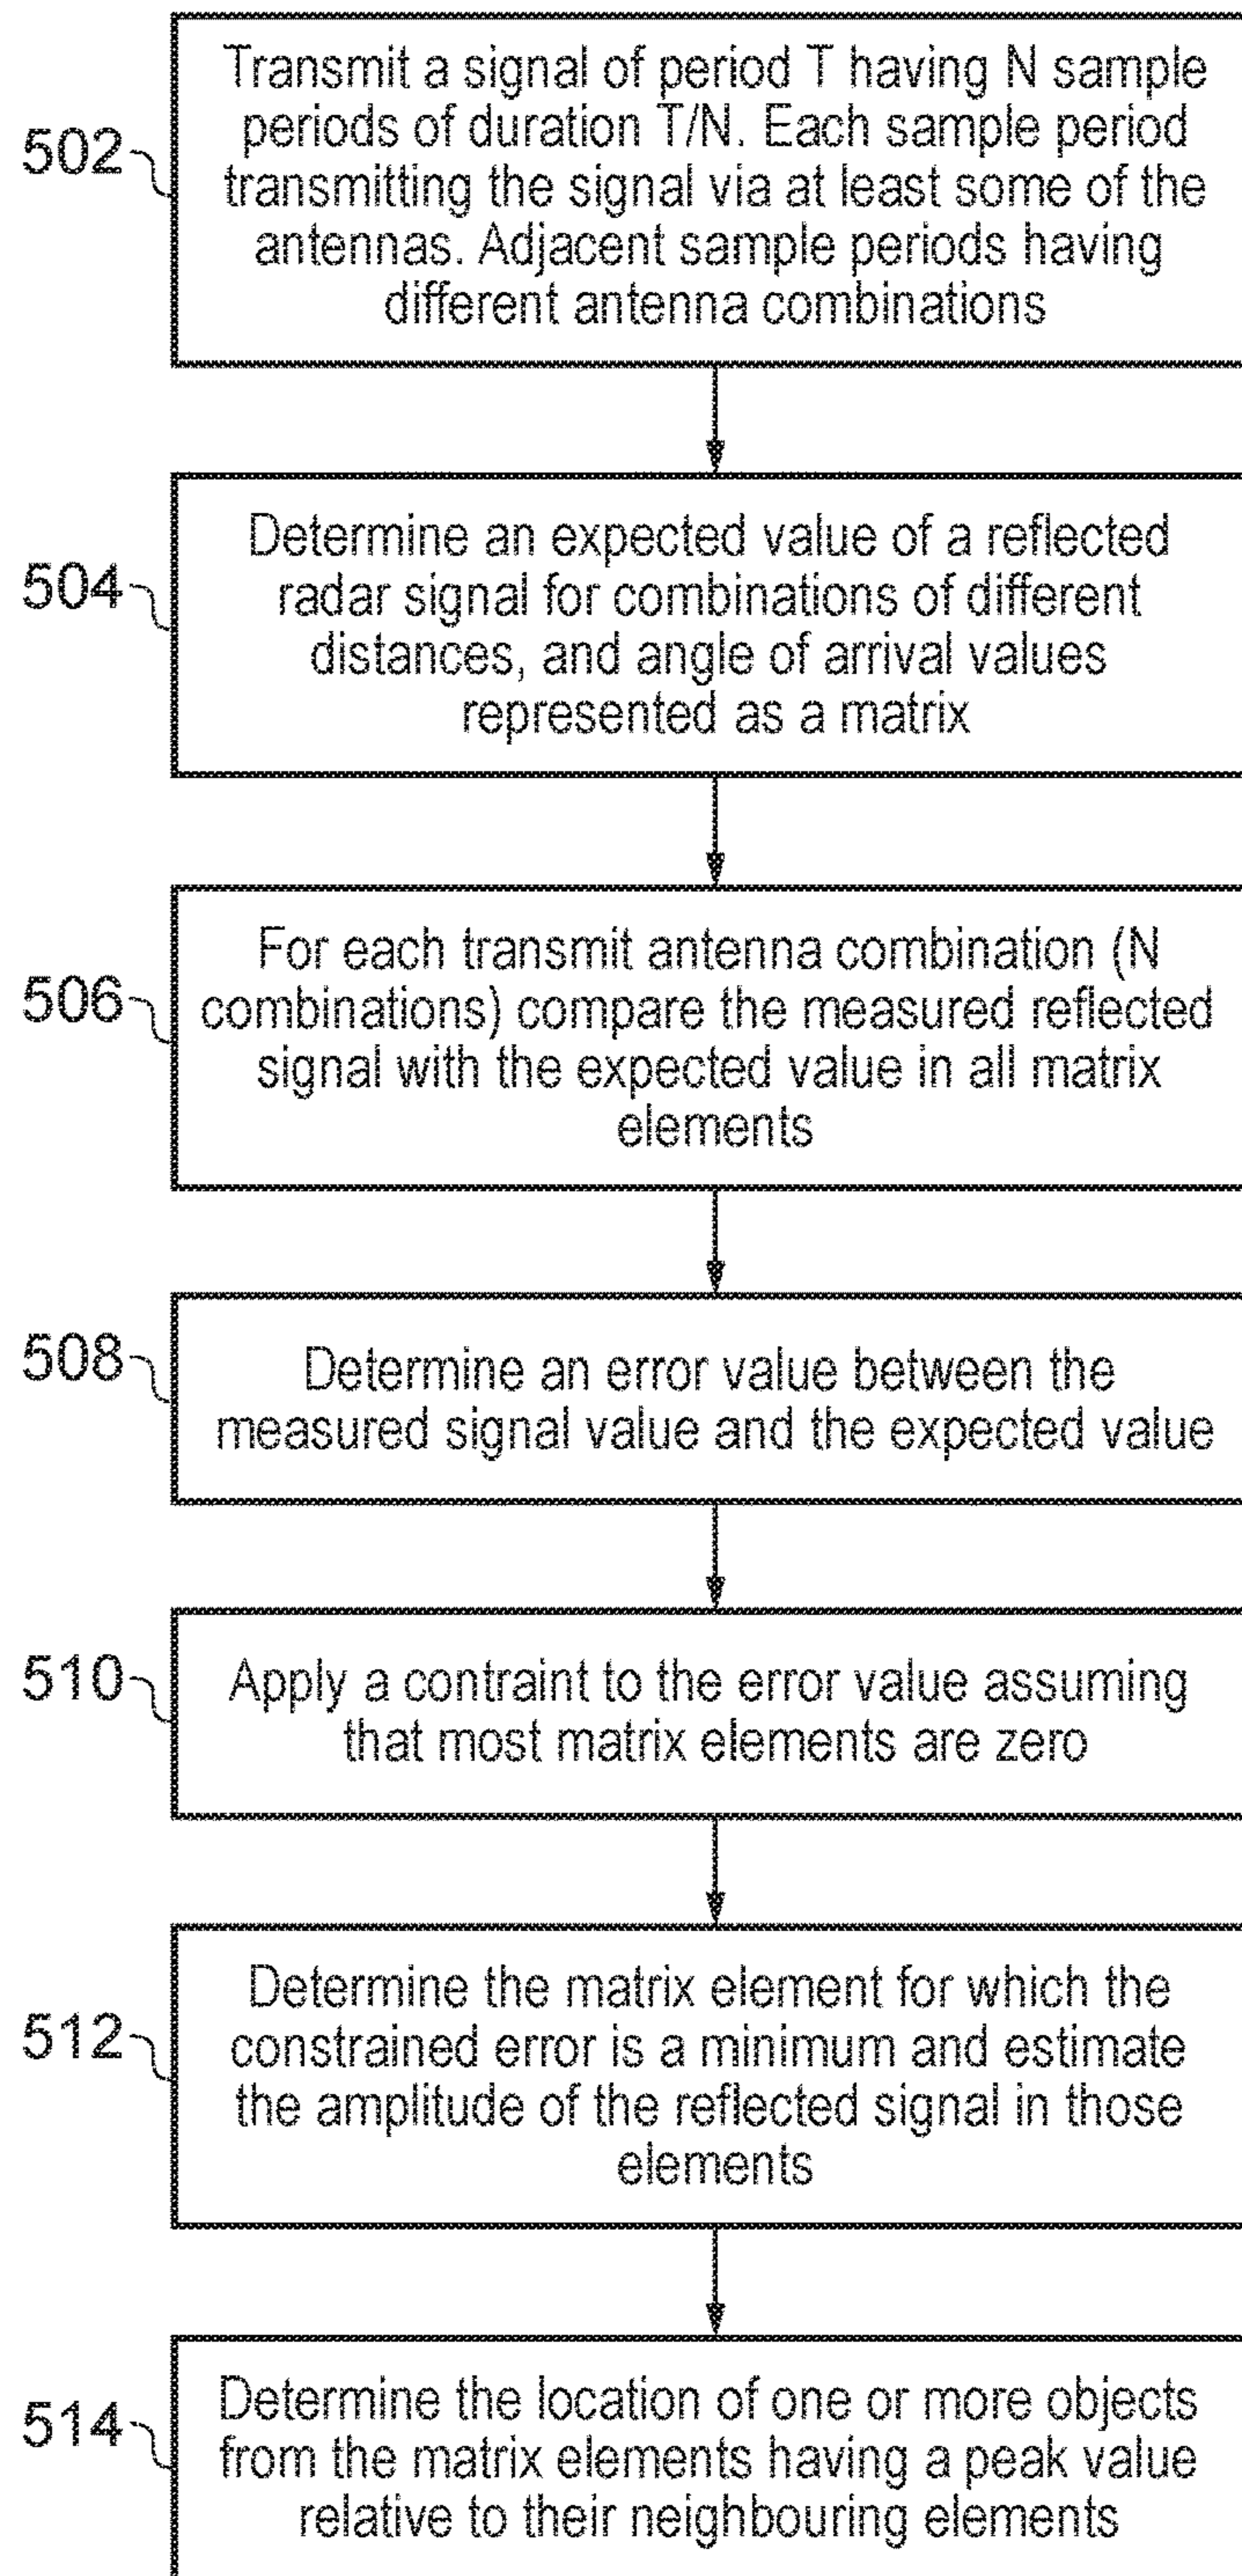 502
Transmit a signal of period T having N sample
periods of duration T/N. Each sample period
transmitting the signal via at least some of the
antennas. Adjacent sample periods having
different antenna combinations
504
Determine an expected value of a reflected
radar signal for combinations of different
distances, and angle of arrival values
represented as a matrix
506
For each transmit antenna combination (N
combinations) compare the measured reflected
signal with the expected value in all matrix
elements
508
Determine an error value between the
measured signal value and the expected value
510
Apply a contraint to the error value assuming
that most matrix elements are zero
512
Determine the matrix element for which the
constrained error is a minimum and estimate
the amplitude of the reflected signal in those
elements
514
Determine the location of one or more objects
from the matrix elements having a peak value
relative to their neighbouring elements